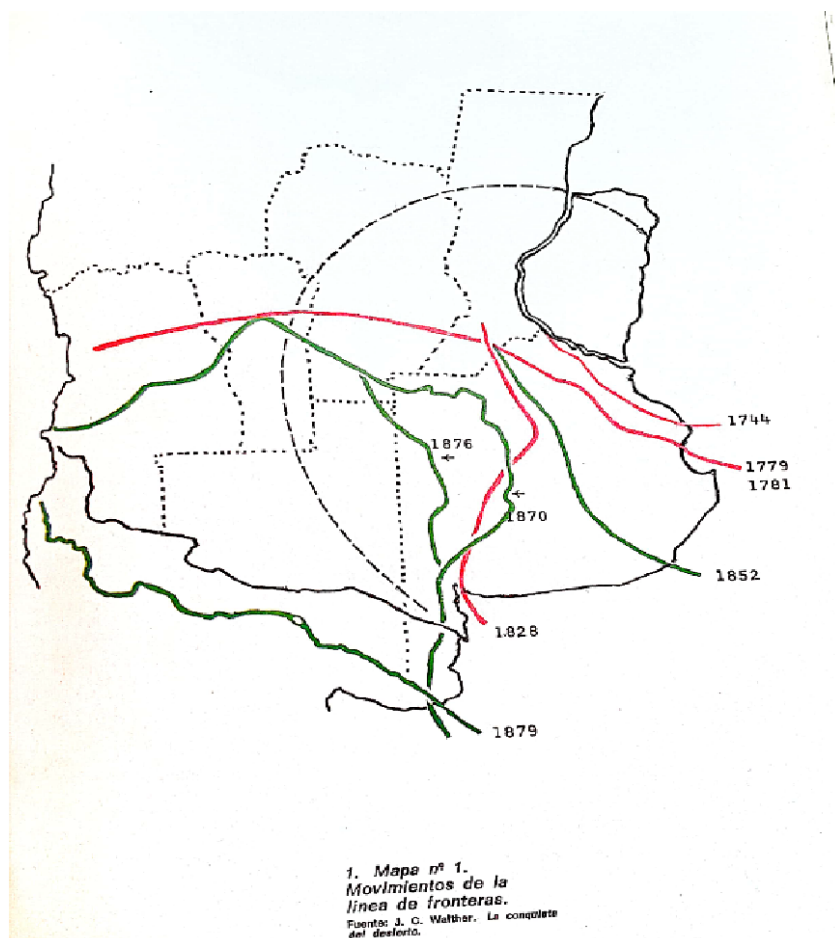 1744
1779
1781
1876
1870
1852
1828
1879
1. Mapa nº 1.
Movimientos de la
línea de fronteras.
Fuente: J. C. Walther. La conquista
del desierto.